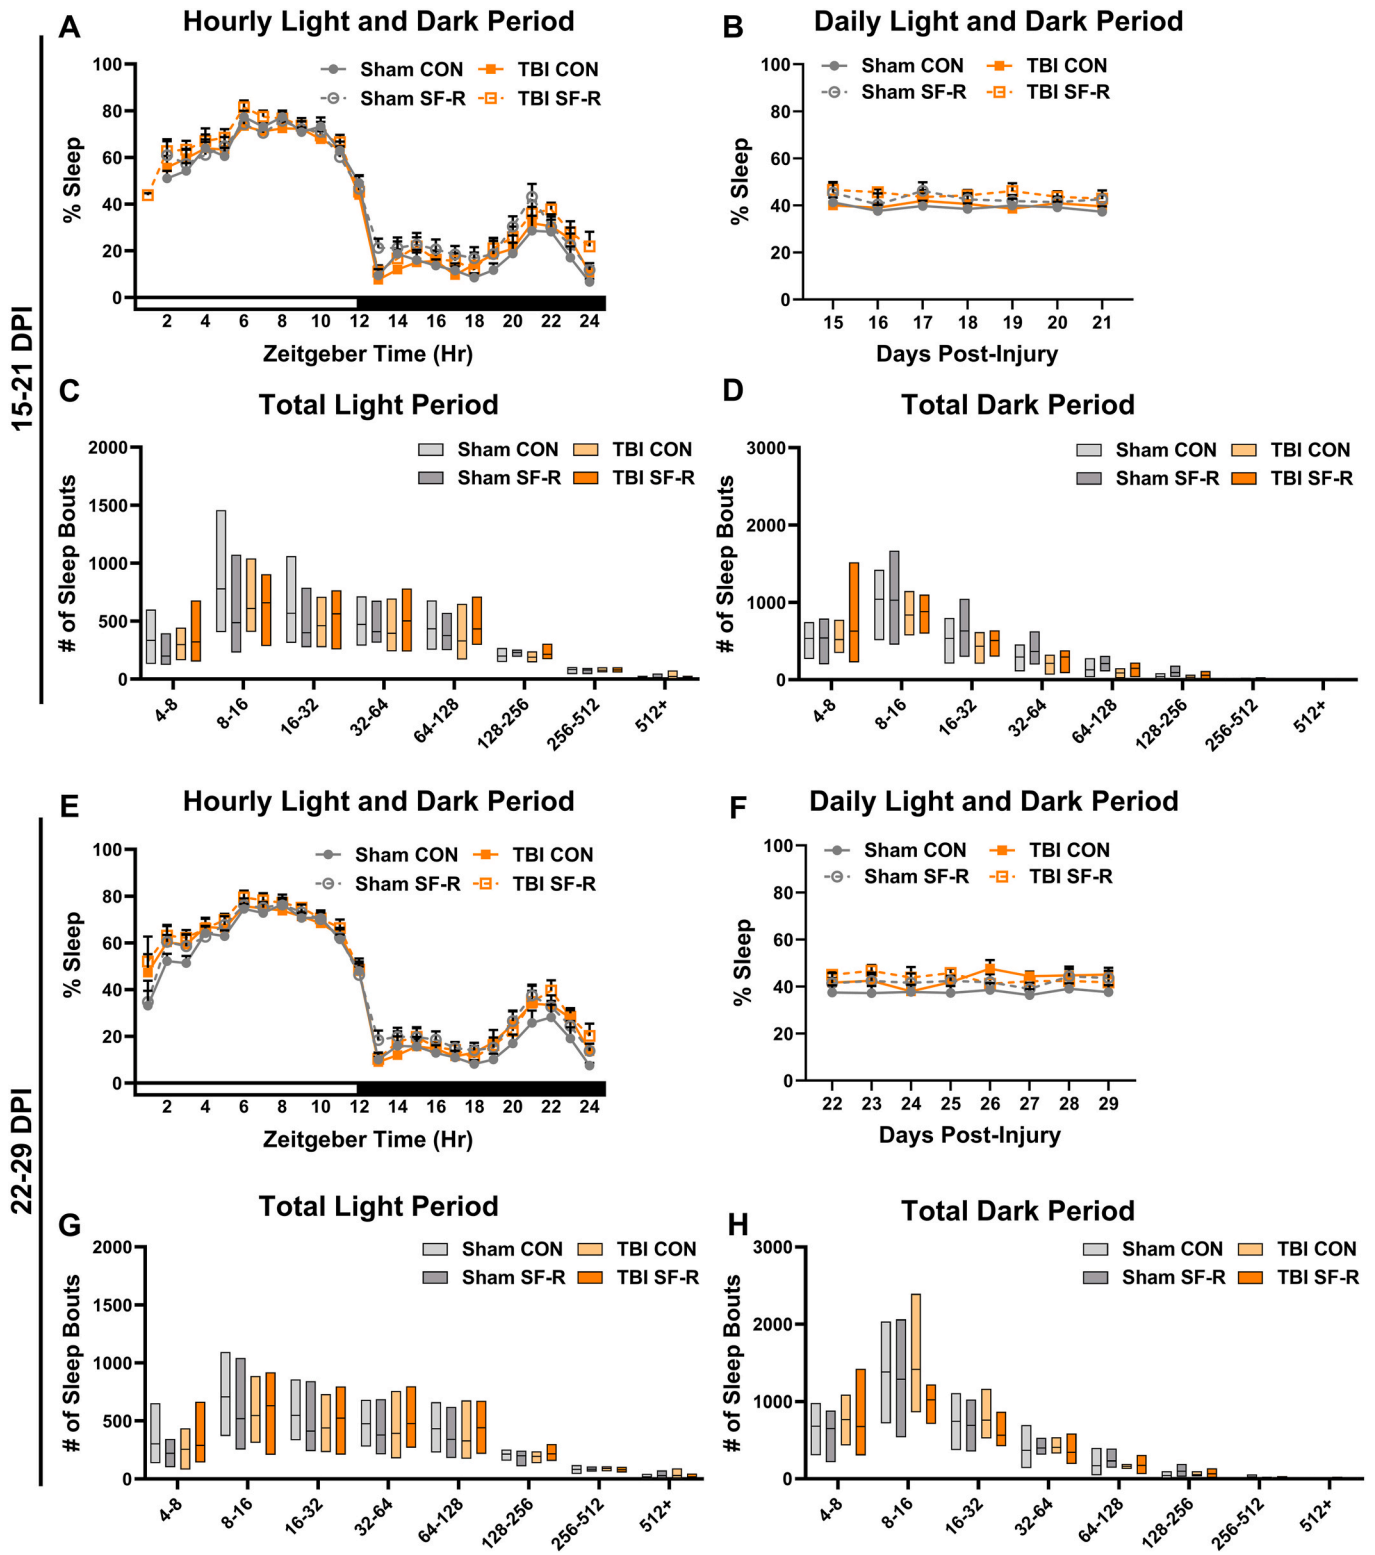 15-21 DPI
A
Hourly Light and Dark Period
Sham CON
TBI CON
Sham SF-R
TBI SF-R
% Sleep
100
80
60
40
20
0
2 4 6 8 10 12 14 16 18 20 22 24
Zeitgeber Time (Hr)
B
Daily Light and Dark Period
Sham CON
TBI CON
Sham SF-R
TBI SF-R
% Sleep
100
80
60
40
20
0
15 16 17 18 19 20 21
Days Post-Injury
C
Total Light Period
Sham CON
TBI CON
Sham SF-R
TBI SF-R
# of Sleep Bouts
2000
1500
1000
500
0
4-8 8-16 16-32 32-64 64-128 128-256 256-512 512+
D
Total Dark Period
Sham CON
TBI CON
Sham SF-R
TBI SF-R
# of Sleep Bouts
3000
2000
1000
0
4-8 8-16 16-32 32-64 64-128 128-256 256-512 512+
22-29 DPI
E
Hourly Light and Dark Period
Sham CON
TBI CON
Sham SF-R
TBI SF-R
% Sleep
100
80
60
40
20
0
2 4 6 8 10 12 14 16 18 20 22 24
Zeitgeber Time (Hr)
F
Daily Light and Dark Period
Sham CON
TBI CON
Sham SF-R
TBI SF-R
% Sleep
100
80
60
40
20
0
22 23 24 25 26 27 28 29
Days Post-Injury
G
Total Light Period
Sham CON
TBI CON
Sham SF-R
TBI SF-R
# of Sleep Bouts
2000
1500
1000
500
0
4-8 8-16 16-32 32-64 64-128 128-256 256-512 512+
H
Total Dark Period
Sham CON
TBI CON
Sham SF-R
TBI SF-R
# of Sleep Bouts
3000
2000
1000
0
4-8 8-16 16-32 32-64 64-128 128-256 256-512 512+